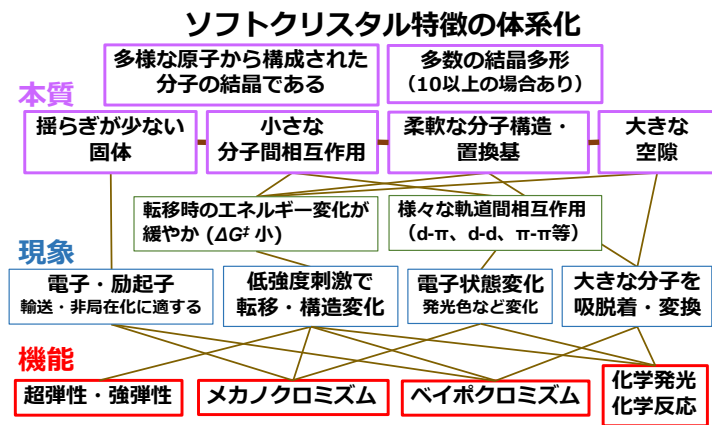 ソフトクリスタル特徴の体系化
多様な原子から構成された
分子の結晶である
多数の結晶多形
（10以上の場合あり）
本質
揺らぎが少ない
固体
小さな
分子間相互作用
柔軟な分子構造・
置換基
大きな
空隙
転移時のエネルギー変化が
緩やか (ΔG‡ 小)
様々な軌道間相互作用
（d-π、d-d、π-π等）
現象
電子・励起子
輸送・非局在化に適する
低強度刺激で
転移・構造変化
電子状態変化
発光色など変化
大きな分子を
吸脱着・変換
機能
超弾性・強弾性
メカノクロミズム
ベイポクロミズム
化学発光
化学反応